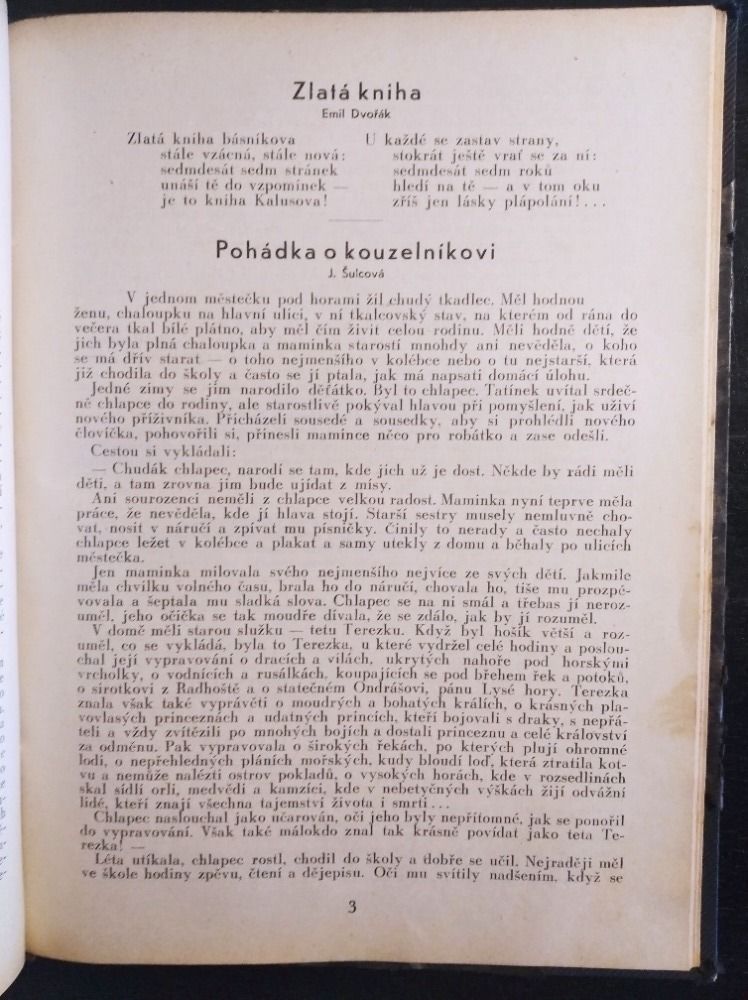 Zlatá kniha
Emil Dvořák
Zlatá kniha básníkova
stále vzácná, stále nová:
sedmdesát sedm stránek
unáší tě do vzpomínek —
je to kniha Kalusova!
U každé se zastav strany,
stokrát ještě vrať se za ní:
sedmdesát sedm roků
hledí na tě — a v tom oku
zříš jen lásky plápolání!...
Pohádka o kouzelníkovi
J. Šulcová
V jednom městečku pod horami žil chudý tkadlec. Měl hodnou
ženu, chaloupku na hlavní ulici, v ní tkalcovský stav, na kterém od rána do
večera tkal bílé plátno, aby měl čím živit celou rodinu. Měli hodně dětí, že
jich byla plná chaloupka a maminka starostí mnohdy ani nevěděla, o koho
se má dřív starat — o toho nejmenšího v kolébce nebo o tu nejstarší, která
již chodila do školy a často se jí ptala, jak má napsati domácí úlohu.
Jedné zimy se jim narodilo děťátko. Byl to chlapec. Tatínek uvítal srdeč-
ně chlapce do rodiny, ale starostlivě pokýval hlavou při pomyšlení, jak uživí
nového příživníka. Přicházeli sousedé a sousedky, aby si prohlédli nového
človíčka, pohovořili si, přinesli mamince něco pro robátko a zase odešli.
Cestou si vykládali:
— Chudák chlapec, narodí se tam, kde jich už je dost. Někde by rádi měli
děti, a tam zrovna jim bude ujídat z mísy.
Ani sourozenci neměli z chlapce velkou radost. Maminka nyní teprve měla
práce, že nevěděla, kde jí hlava stojí. Starší sestry musely nemluvně cho-
vat, nosit v náručí a zpívat mu písničky. Činily to nerady a často nechaly
chlapce ležet v kolébce a plakat a samy utekly z domu a běhaly po ulicích
městečka.
Jen maminka milovala svého nejmenšího nejvíce ze svých dětí. Jakmile
měla chvilku volného času, brala ho do náručí, chovala ho, tiše mu prozpě-
vovala a šeptala mu sladká slova. Chlapec se na ni smál a třebas jí neroz-
uměl, jeho očička se tak moudře dívala, že se zdálo, jak by jí rozuměl.
V domě měli starou služku — tetu Terezku. Když byl hošík větší a roz-
uměl, co se vykládá, byla to Terezka, u které vydržel celé hodiny a poslou-
chal její vypravování o dracích a vilách, ukrytých nahoře pod horskými
vrcholky, o vodnících a rusálkách, koupajících se pod břehem řek a potoků,
o sirotkovi z Radhoště a o statečném Ondrášovi, pánu Lysé hory. Terezka
znala však také vyprávěti o moudrých a bohatých králích, o krásných pla-
vovlasých princeznách a udatných princích, kteří bojovali s draky, s nepřá-
teli a vždy zvítězili po mnohých bojích a dostali princeznu a celé království
za odměnu. Pak vypravovala o širokých řekách, po kterých plují ohromné
lodi, o nepřehledných pláních mořských, kudy bloudí loď, která ztratila kot-
vu a nemůže nalézti ostrov pokladů, o vysokých horách, kde v rozsedlinách
skal sídlí orli, medvědi a kamzíci, kde v nebetyčných výškách žijí odvážní
lidé, kteří znají všechna tajemství života i smrti...
Chlapec naslouchal jako učarován, oči jeho byly nepřítomné, jak se ponořil
do vypravování. Však také málokdo znal tak krásně povídat jako teta Te-
rezka! —
Léta utíkala, chlapec rostl, chodil do školy a dobře se učil. Nejraději měl
ve škole hodiny zpěvu, čtení a dějepisu. Oči mu svítily nadšením, když se
3